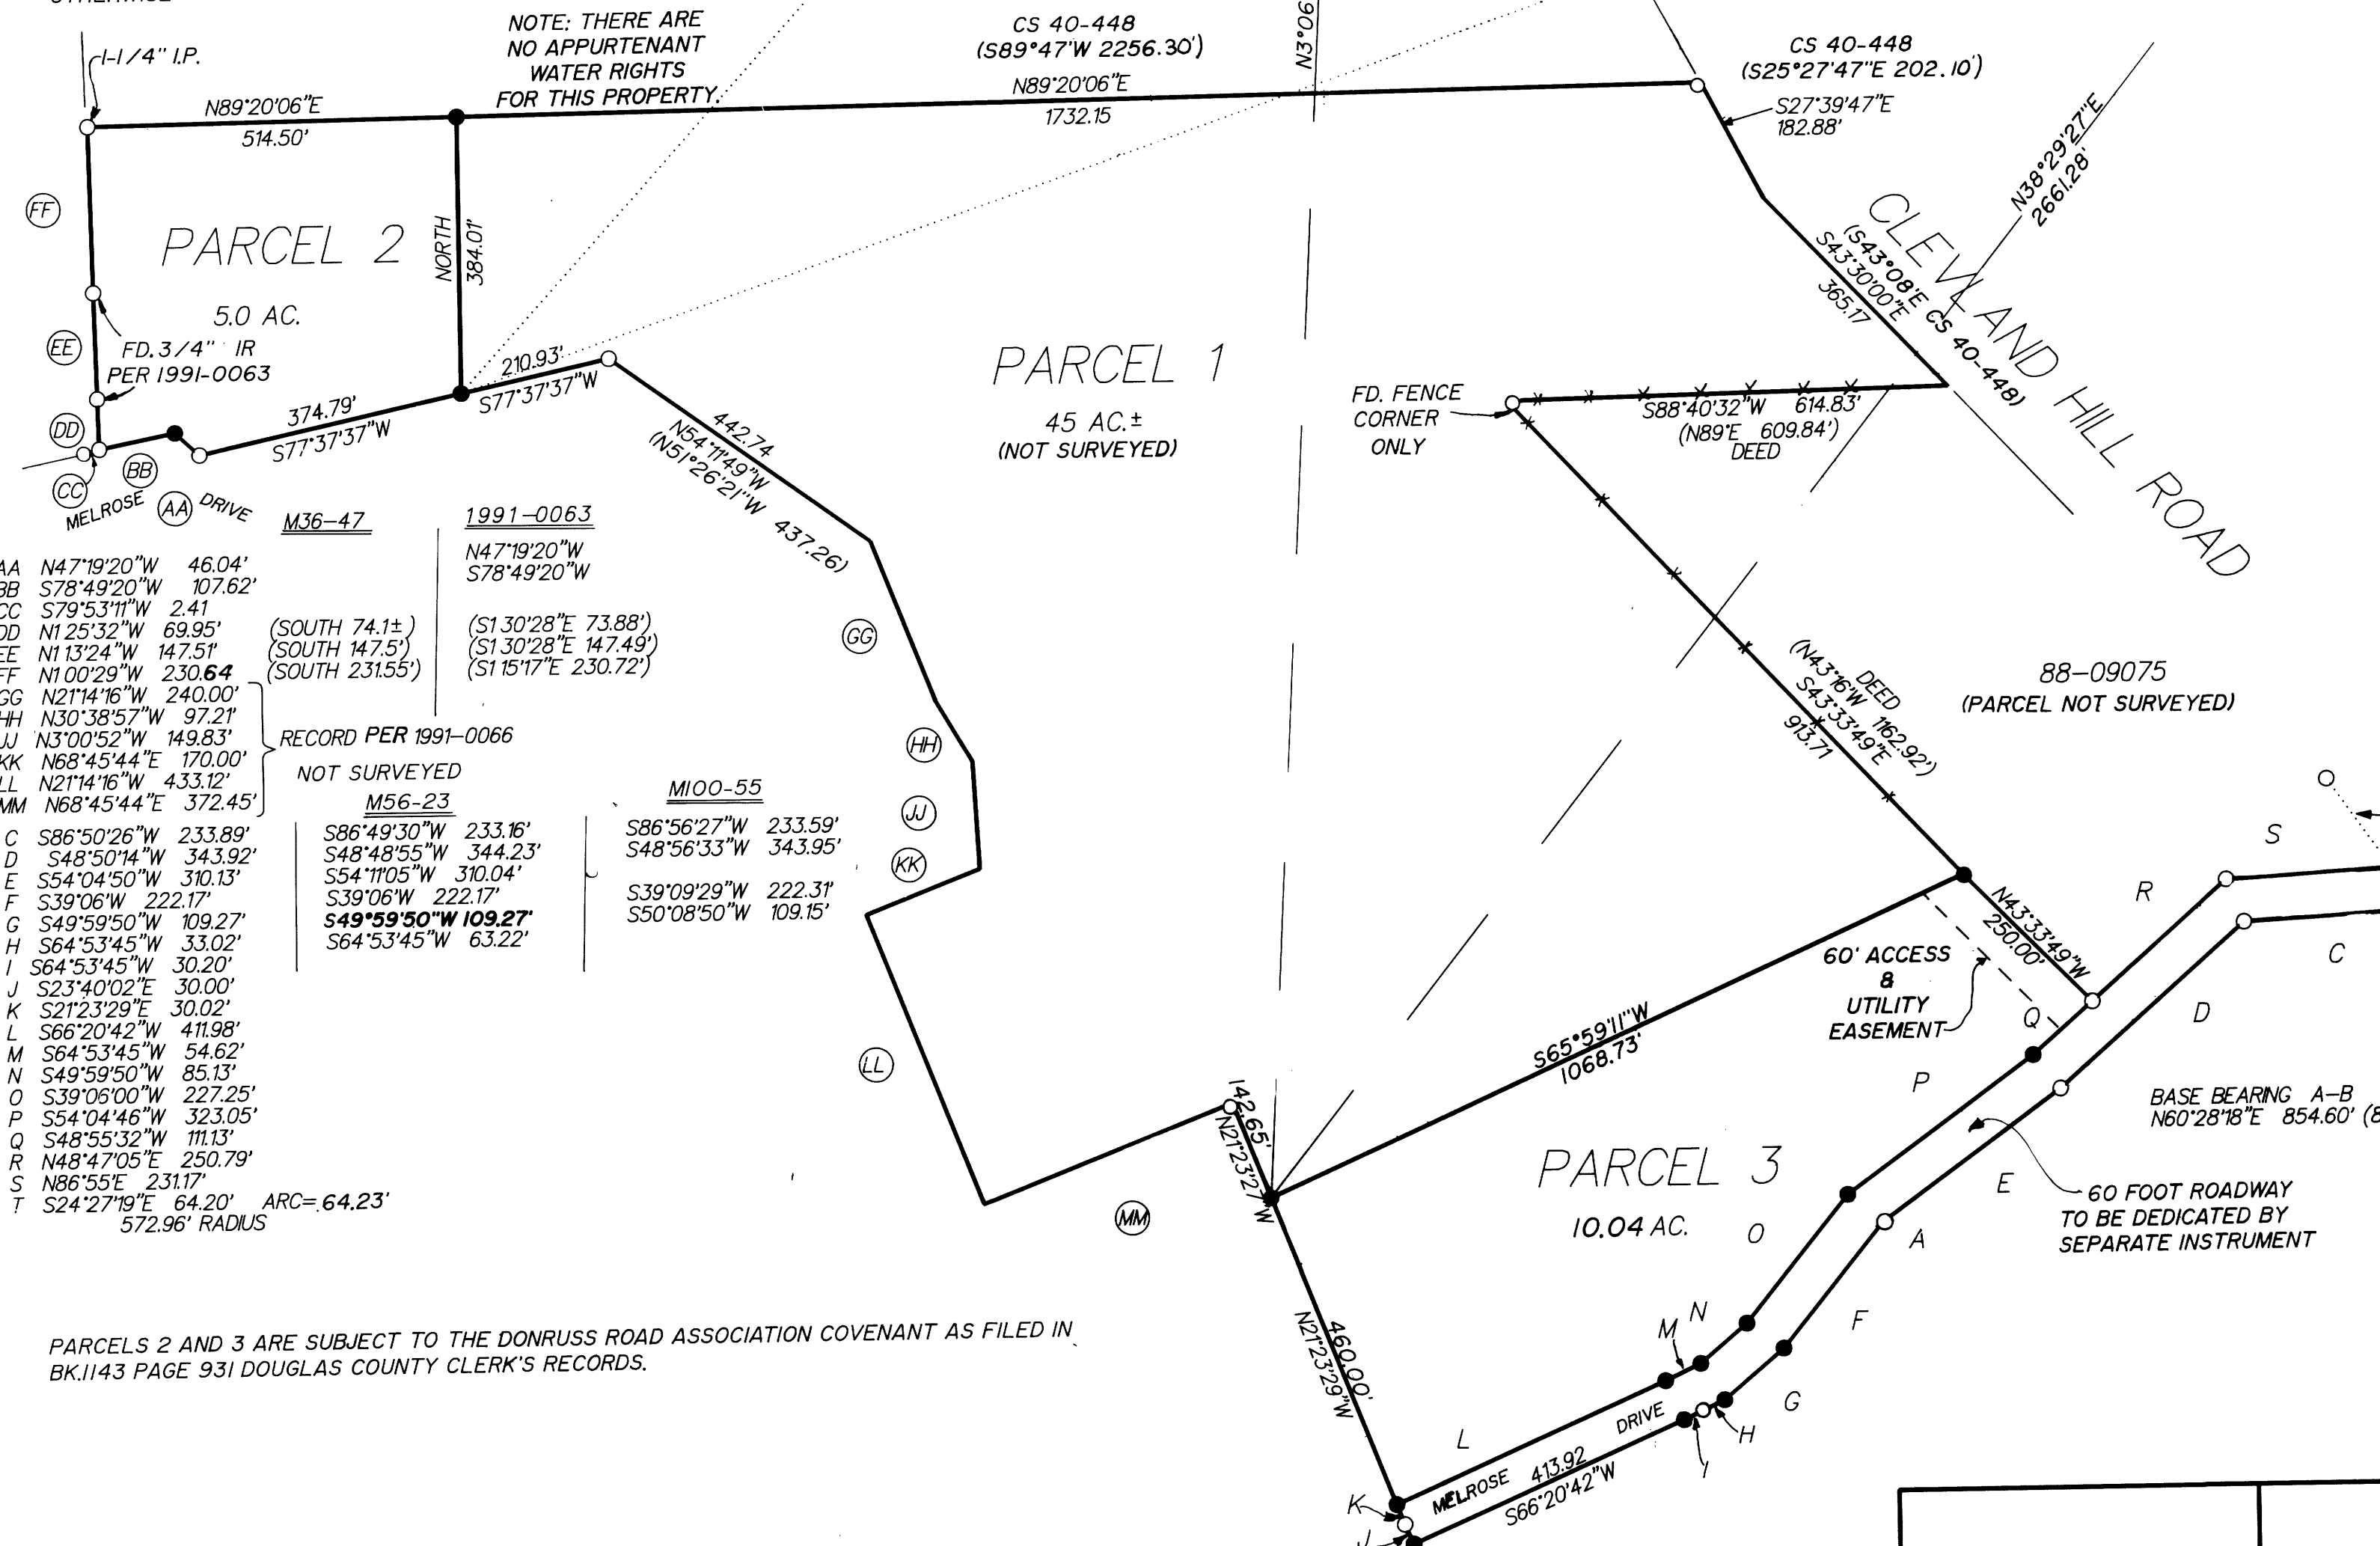 1-1/4" I.P.
NOTE: THERE ARE
NO APPURTENANT
WATER RIGHTS
FOR THIS PROPERTY.
CS 40-448
(S89°47'W 2256.30')
N89°20'06"E
1732.15
N3°06
CS 40-448
(S25°27'47"E 202.10')
S27°39'47"E
182.88'
N38°29'27"E
2661.28'
N89°20'06"E
514.50'
FF
PARCEL 2
5.0 AC.
NORTH
384.01'
EE
FD. 3/4" IR
PER 1991-0063
DD
374.79'
S77°37'37"W
210.93'
S77°37'37"W
CC
BB
AA
MELROSE DRIVE
442.74
N54°11'49"W
(N51°26'21"W 437.26)
PARCEL 1
45 AC.±
(NOT SURVEYED)
CLEVLAND HILL ROAD
(S43°08'E CS 40-448)
S43°30'00"E
365.17
FD. FENCE
CORNER
ONLY
S88°40'32"W 614.83'
(N89°E 609.84')
DEED
M36-47
1991-0063
N47°19'20"W
S78°49'20"W
AA N47°19'20"W 46.04'
BB S78°49'20"W 107.62'
CC S79°53'11"W 2.41
DD N1 25'32"W 69.95' (SOUTH 74.1±) (S1 30'28"E 73.88')
EE N1 13'24"W 147.51' (SOUTH 147.5') (S1 30'28"E 147.49')
FF N1 00'29"W 230.64 (SOUTH 231.55') (S1 15'17"E 230.72')
GG N21°14'16"W 240.00'
HH N30°38'57"W 97.21'
JJ N3°00'52"W 149.83'
KK N68°45'44"E 170.00'
LL N21°14'16"W 433.12'
MM N68°45'44"E 372.45'
RECORD PER 1991-0066
NOT SURVEYED
M56-23
M100-55
C S86°50'26"W 233.89' S86°49'30"W 233.16' S86°56'27"W 233.59'
D S48°50'14"W 343.92' S48°48'55"W 344.23' S48°56'33"W 343.95'
E S54°04'50"W 310.13' S54°11'05"W 310.04'
F S39°06'W 222.17' S39°06'W 222.17' S39°09'29"W 222.31'
G S49°59'50"W 109.27' S49°59'50"W 109.27' S50°08'50"W 109.15'
H S64°53'45"W 33.02' S64°53'45"W 63.22'
I S64°53'45"W 30.20'
J S23°40'02"E 30.00'
K S21°23'29"E 30.02'
L S66°20'42"W 411.98'
M S64°53'45"W 54.62'
N S49°59'50"W 85.13'
O S39°06'00"W 227.25'
P S54°04'46"W 323.05'
Q S48°55'32"W 111.13'
R N48°47'05"E 250.79'
S N86°55'E 231.17'
T S24°27'19"E 64.20' ARC= 64.23'
572.96' RADIUS
GG
HH
JJ
KK
LL
MM
DEED
(N43°16'W 1162.92')
S43°33'49"E
913.71
88-09075
(PARCEL NOT SURVEYED)
N43°33'49"W
250.00'
60' ACCESS
&
UTILITY
EASEMENT
S
R
C
Q
D
P
S65°59'11"W
1068.73'
142.65'
N21°23'27"W
BASE BEARING A-B
N60°28'18"E 854.60' (8
PARCEL 3
10.04 AC.
E
A
O
60 FOOT ROADWAY
TO BE DEDICATED BY
SEPARATE INSTRUMENT
F
N
M
G
H
I
460.00'
N21°23'29"W
L
K
J
MELROSE DRIVE
413.92
S66°20'42"W
PARCELS 2 AND 3 ARE SUBJECT TO THE DONRUSS ROAD ASSOCIATION COVENANT AS FILED IN
BK.1143 PAGE 931 DOUGLAS COUNTY CLERK'S RECORDS.